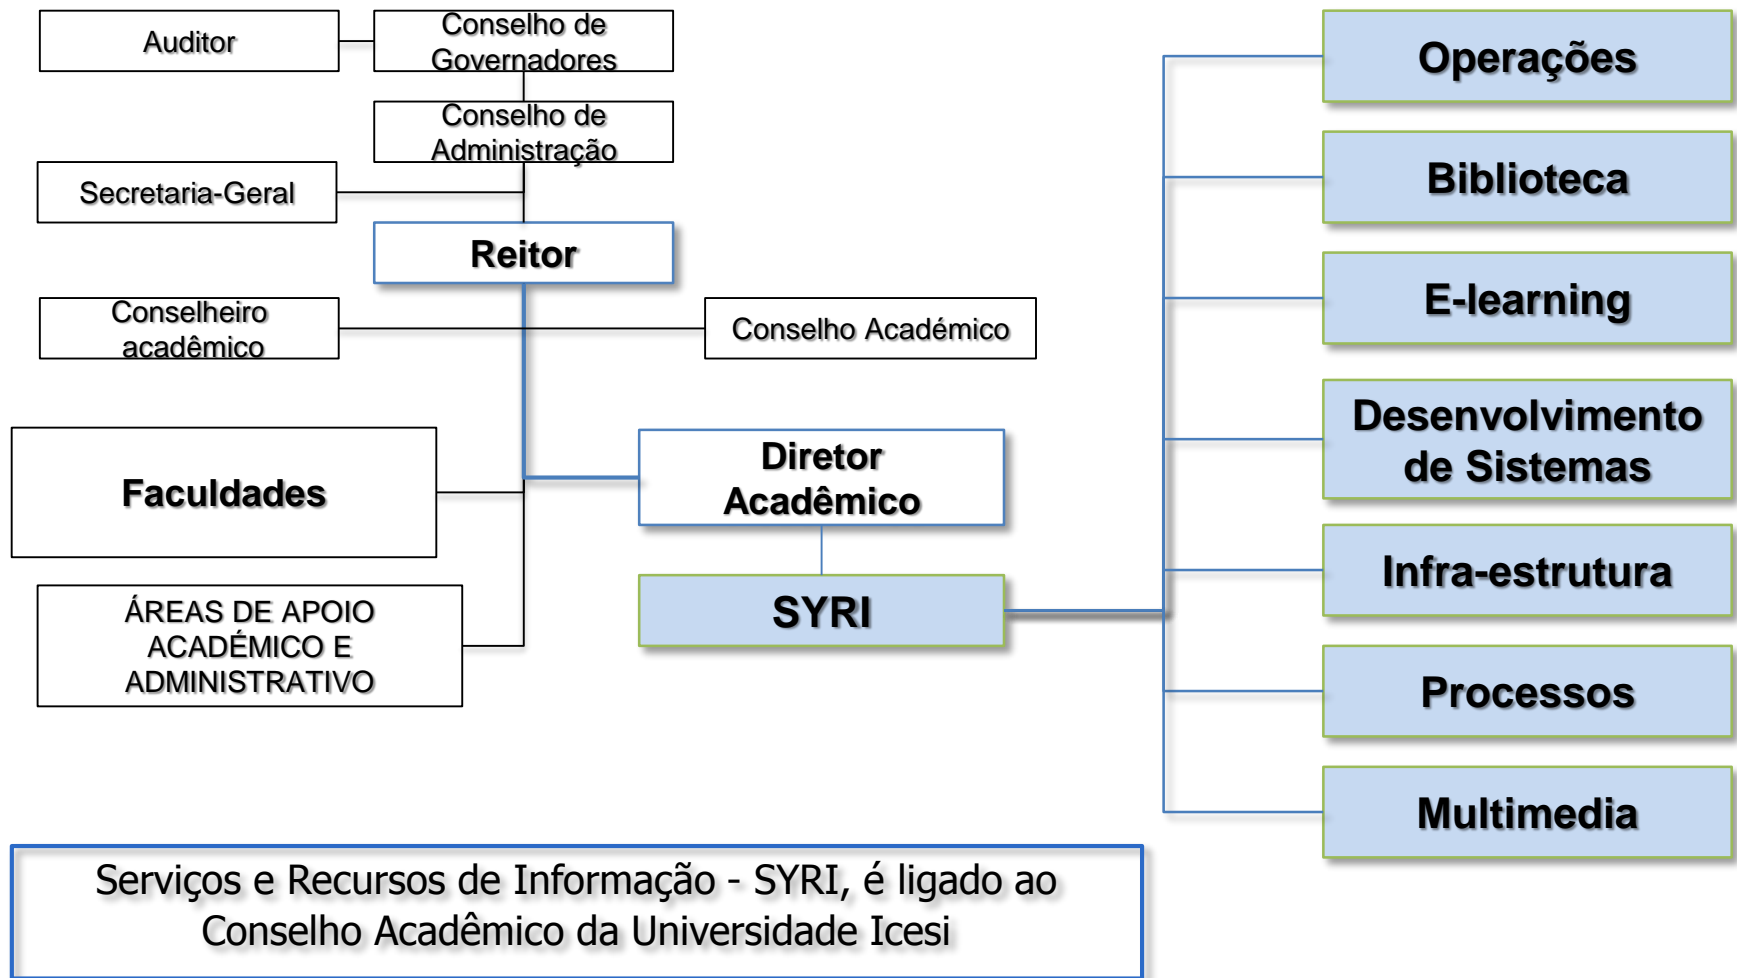 Auditor
Conselho de
Governadores
Conselho de
Administração
Secretaria-Geral
Reitor
Conselheiro
acadêmico
Conselho Académico
Faculdades
Diretor
Acadêmico
SYRI
ÁREAS DE APOIO
ACADÉMICO E
ADMINISTRATIVO
Operações
Biblioteca
E-learning
Desenvolvimento
de Sistemas
Infra-estrutura
Processos
Multimedia
Serviços e Recursos de Informação - SYRI, é ligado ao
Conselho Acadêmico da Universidade Icesi